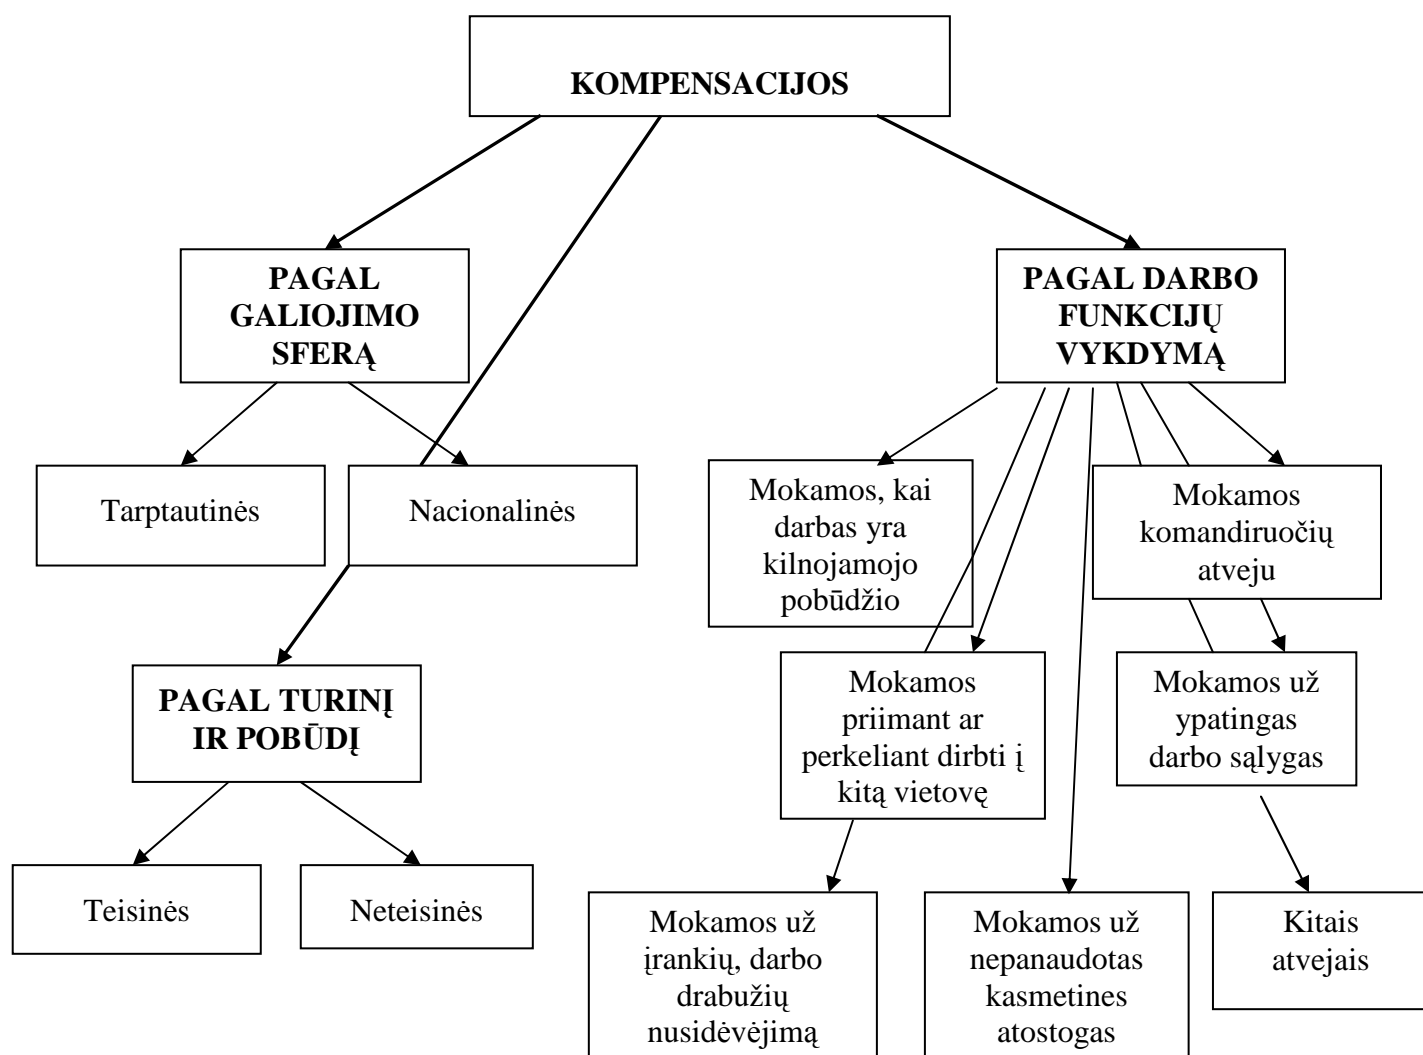 KOMPENSACIJOS
PAGAL
GALIOJIMO
SFERĄ
PAGAL DARBO
FUNKCIJŲ
VYKDYMĄ
Tarptautinės
Nacionalinės
Mokamos, kai
darbas yra
kilnojamojo
pobūdžio
Mokamos
komandiruočių
atveju
PAGAL TURINĮ
IR POBŪDĮ
Mokamos
priimant ar
perkeliant dirbti į
kitą vietovę
Mokamos už
ypatingas
darbo sąlygas
Teisinės
Neteisinės
Mokamos už
įrankių, darbo
drabužių
nusidėvėjimą
Mokamos už
nepanaudotas
kasmetines
atostogas
Kitais
atvejais